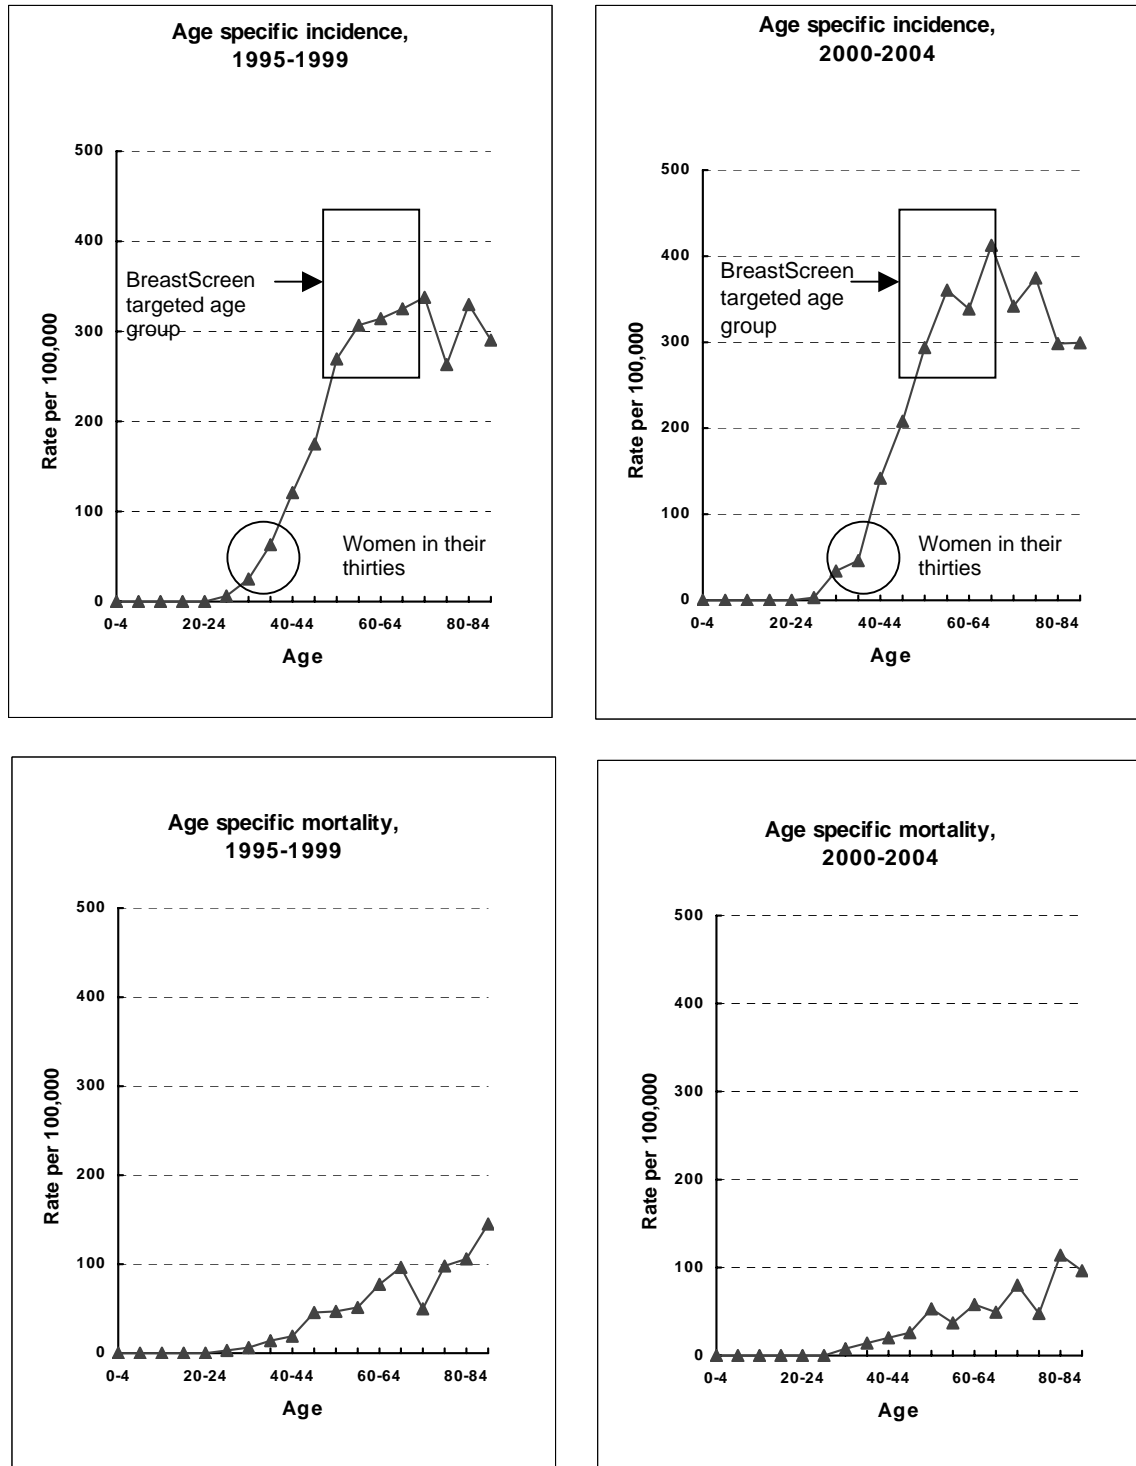 Age specific incidence,
1995-1999
500
400
300
200
100
0
Rate per 100,000
BreastScreen
targeted age
group
Women in their
thirties
0-4
20-24
40-44
60-64
80-84
Age
Age specific incidence,
2000-2004
500
400
300
200
100
0
Rate per 100,000
BreastScreen
targeted age
group
Women in their
thirties
0-4
20-24
40-44
60-64
80-84
Age
Age specific mortality,
1995-1999
500
400
300
200
100
0
Rate per 100,000
0-4
20-24
40-44
60-64
80-84
Age
Age specific mortality,
2000-2004
500
400
300
200
100
0
Rate per 100,000
0-4
20-24
40-44
60-64
80-84
Age